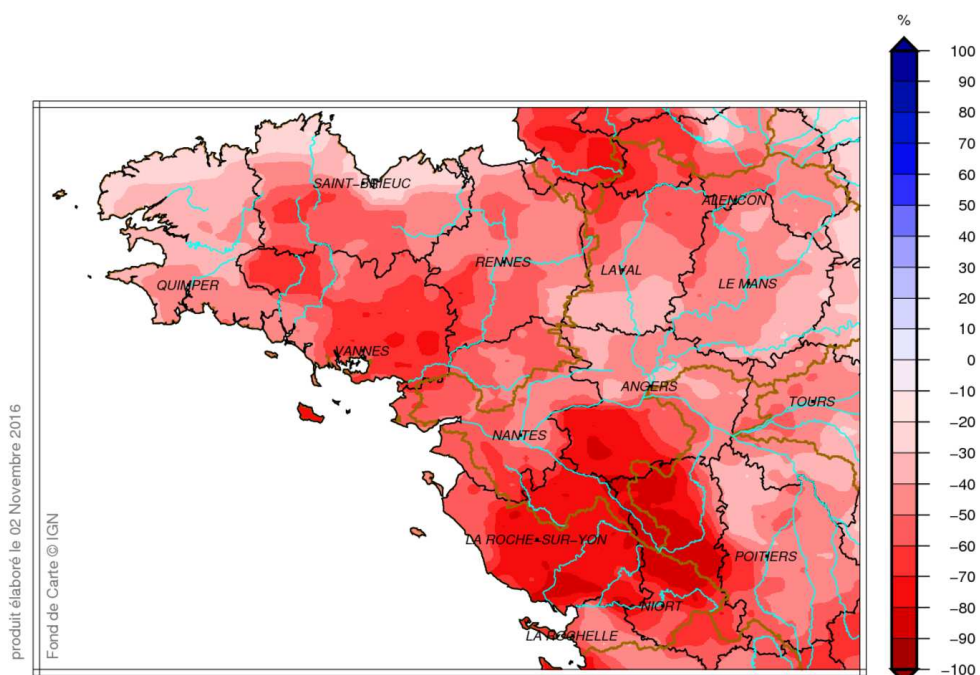 %
100
90
80
70
60
50
40
30
20
10
0
−10
−20
−30
−40
−50
−60
−70
−80
−90
−100
SAINT−BRIEUC
ALENCON
RENNES
LAVAL
QUIMPER
LE MANS
VANNES
ANGERS
TOURS
NANTES
LA ROCHE−SUR−YON
POITIERS
NIORT
LA ROCHELLE
produit élaboré le 02 Novembre 2016
Fond de Carte © IGN